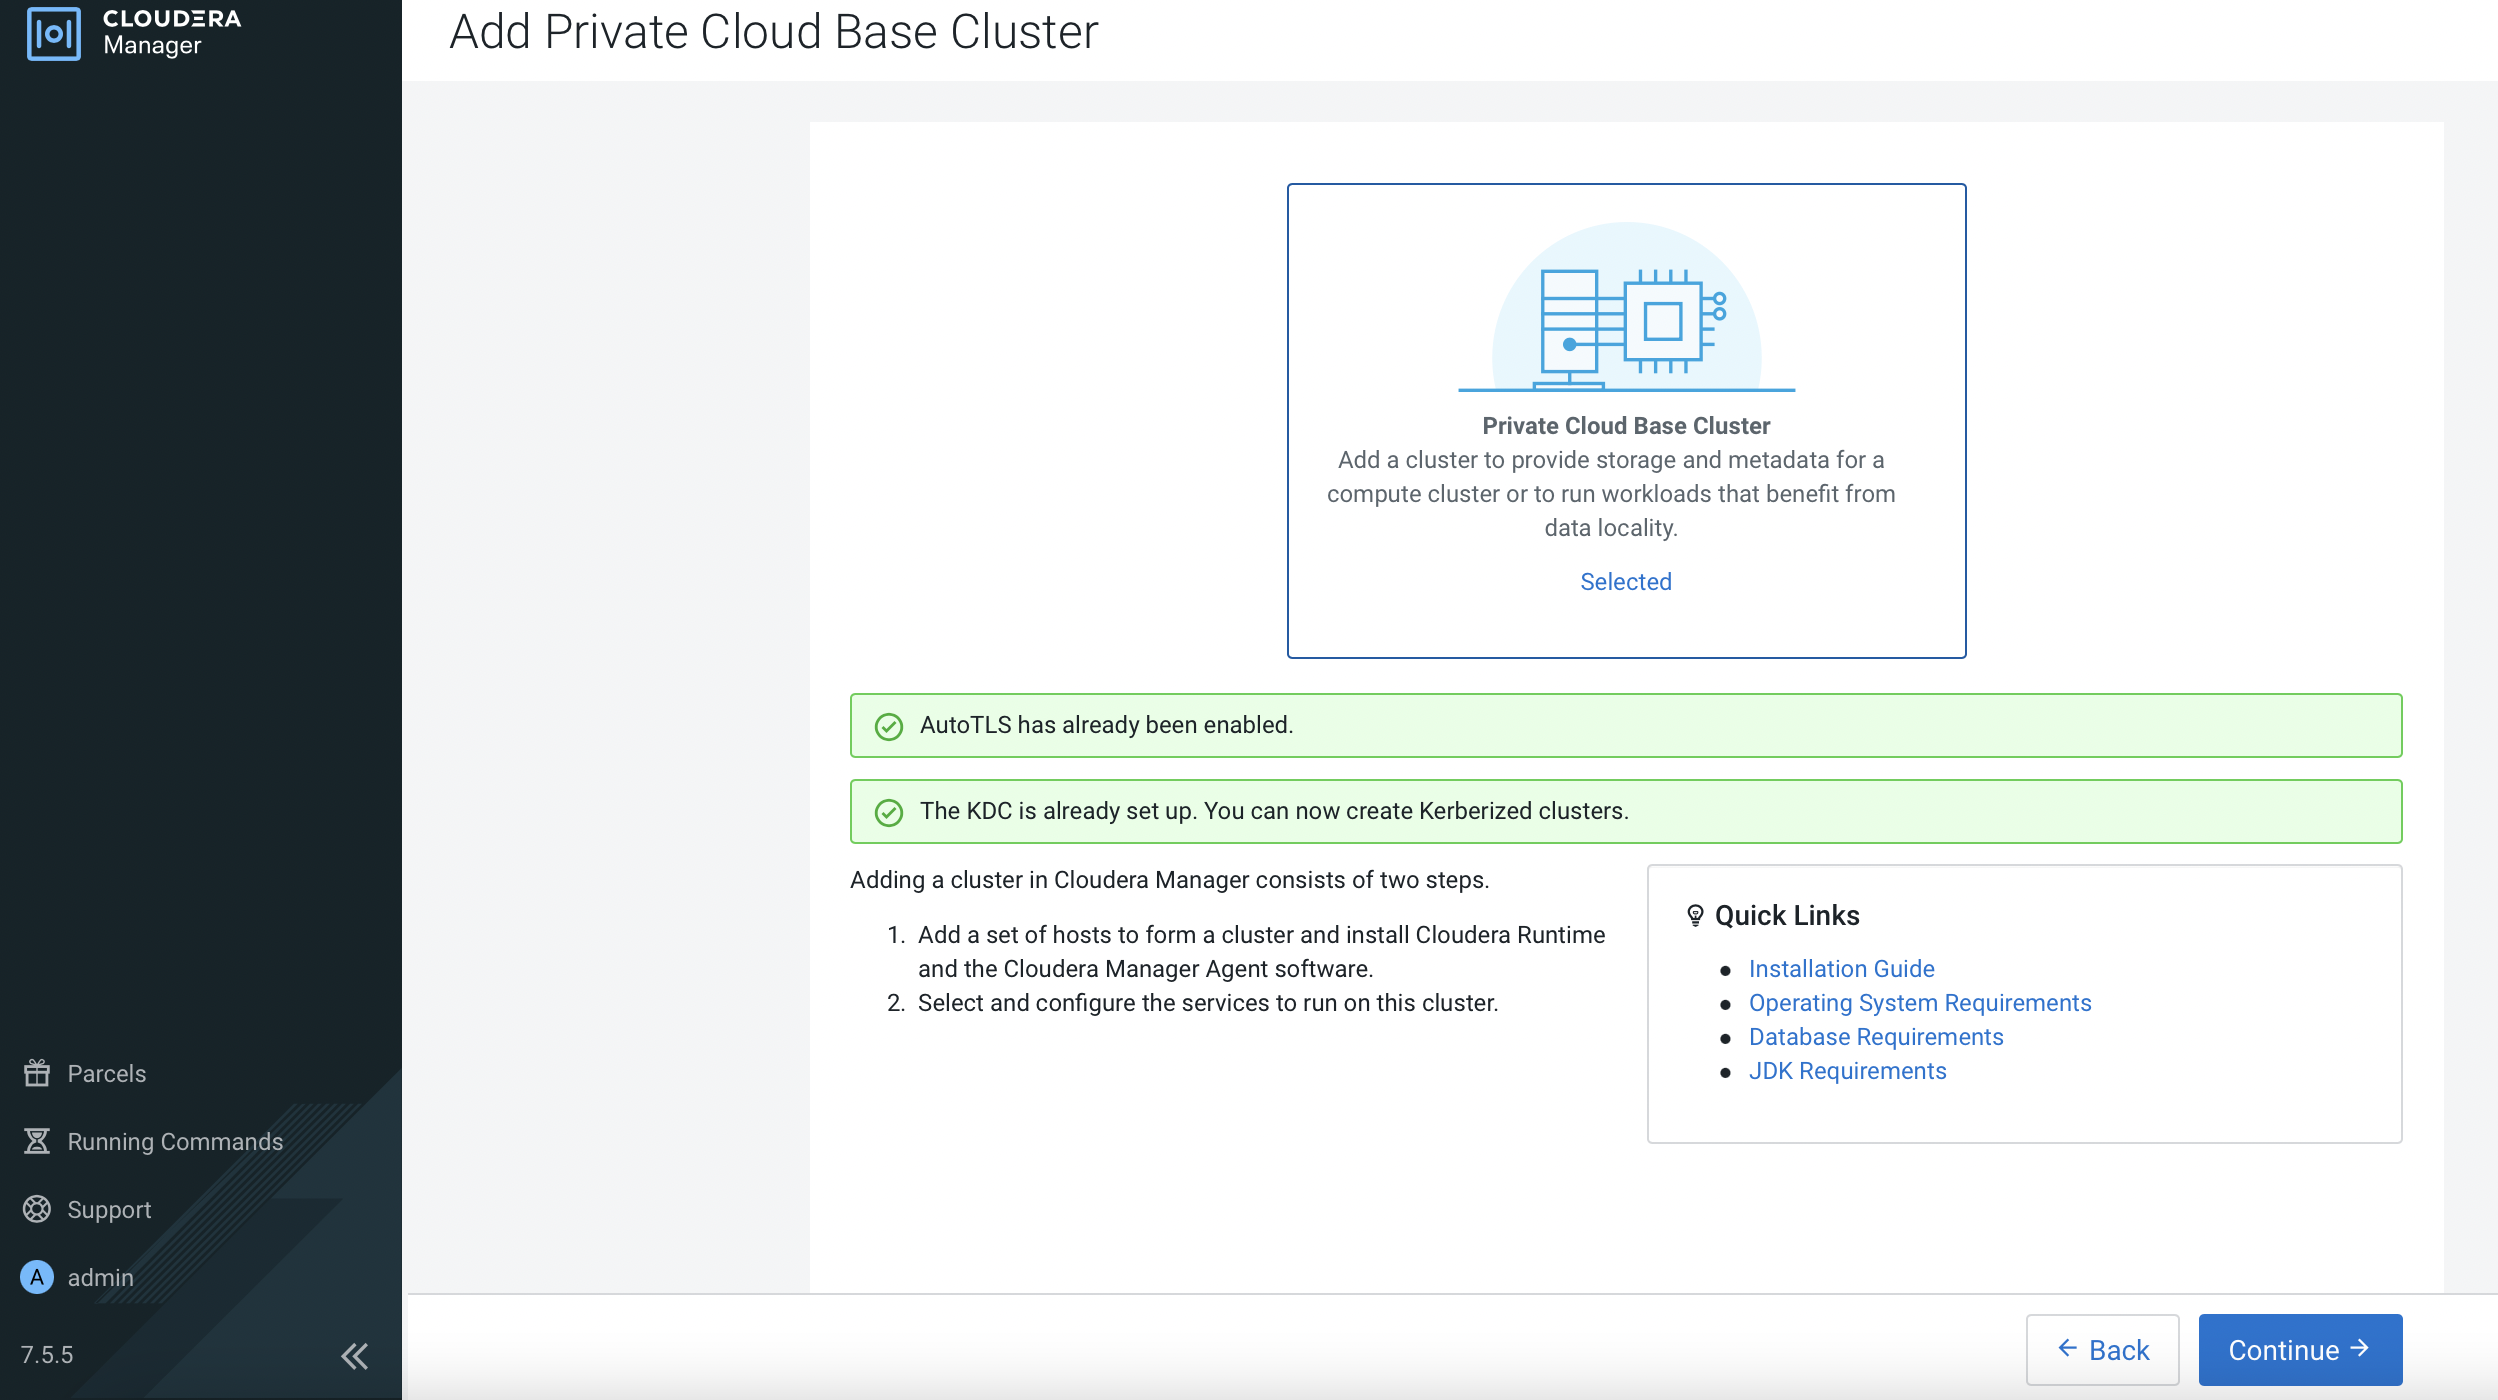 CLOUDERA
Manager
Add Private Cloud Base Cluster
Private Cloud Base Cluster
Add a cluster to provide storage and metadata for a
compute cluster or to run workloads that benefit from
data locality.
Selected
AutoTLS has already been enabled.
The KDC is already set up. You can now create Kerberized clusters.
Adding a cluster in Cloudera Manager consists of two steps.
1. Add a set of hosts to form a cluster and install Cloudera Runtime
and the Cloudera Manager Agent software.
2. Select and configure the services to run on this cluster.
Quick Links
Installation Guide
Operating System Requirements
Database Requirements
JDK Requirements
Parcels
Running Commands
Support
A admin
7.5.5
Back
Continue